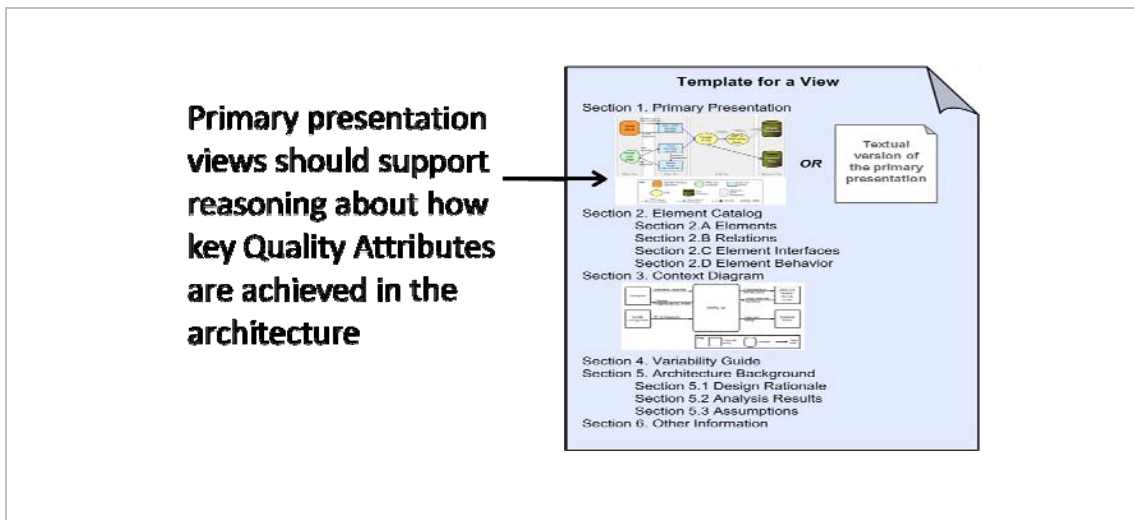 Primary presentation
views should support
reasoning about how
key Quality Attributes
are achieved in the
architecture
Template for a View
Section 1. Primary Presentation
OR
Textual
version of
the primary
presentation
Section 2. Element Catalog
Section 2.A Elements
Section 2.B Relations
Section 2.C Element Interfaces
Section 2.D Element Behavior
Section 3. Context Diagram
Section 4. Variability Guide
Section 5. Architecture Background
Section 5.1 Design Rationale
Section 5.2 Analysis Results
Section 5.3 Assumptions
Section 6. Other Information